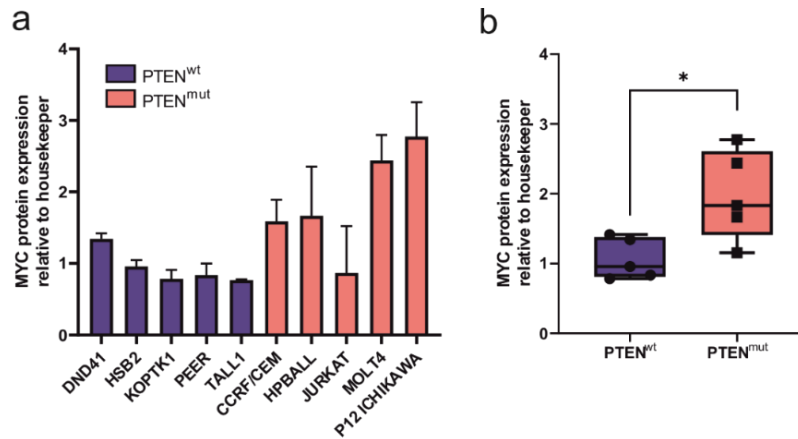 a
MYC protein expression
relative to housekeeper
4
3
2
1
0
PTENwt
PTENmut
DND41
HSB2
KOPTK1
PEER
TALL1
CCRF/CEM
HPBALL
JURKAT
MOLT4
P12 ICHIKAWA
b
MYC protein expression
relative to housekeeper
4
3
2
1
0
*
PTENwt
PTENmut